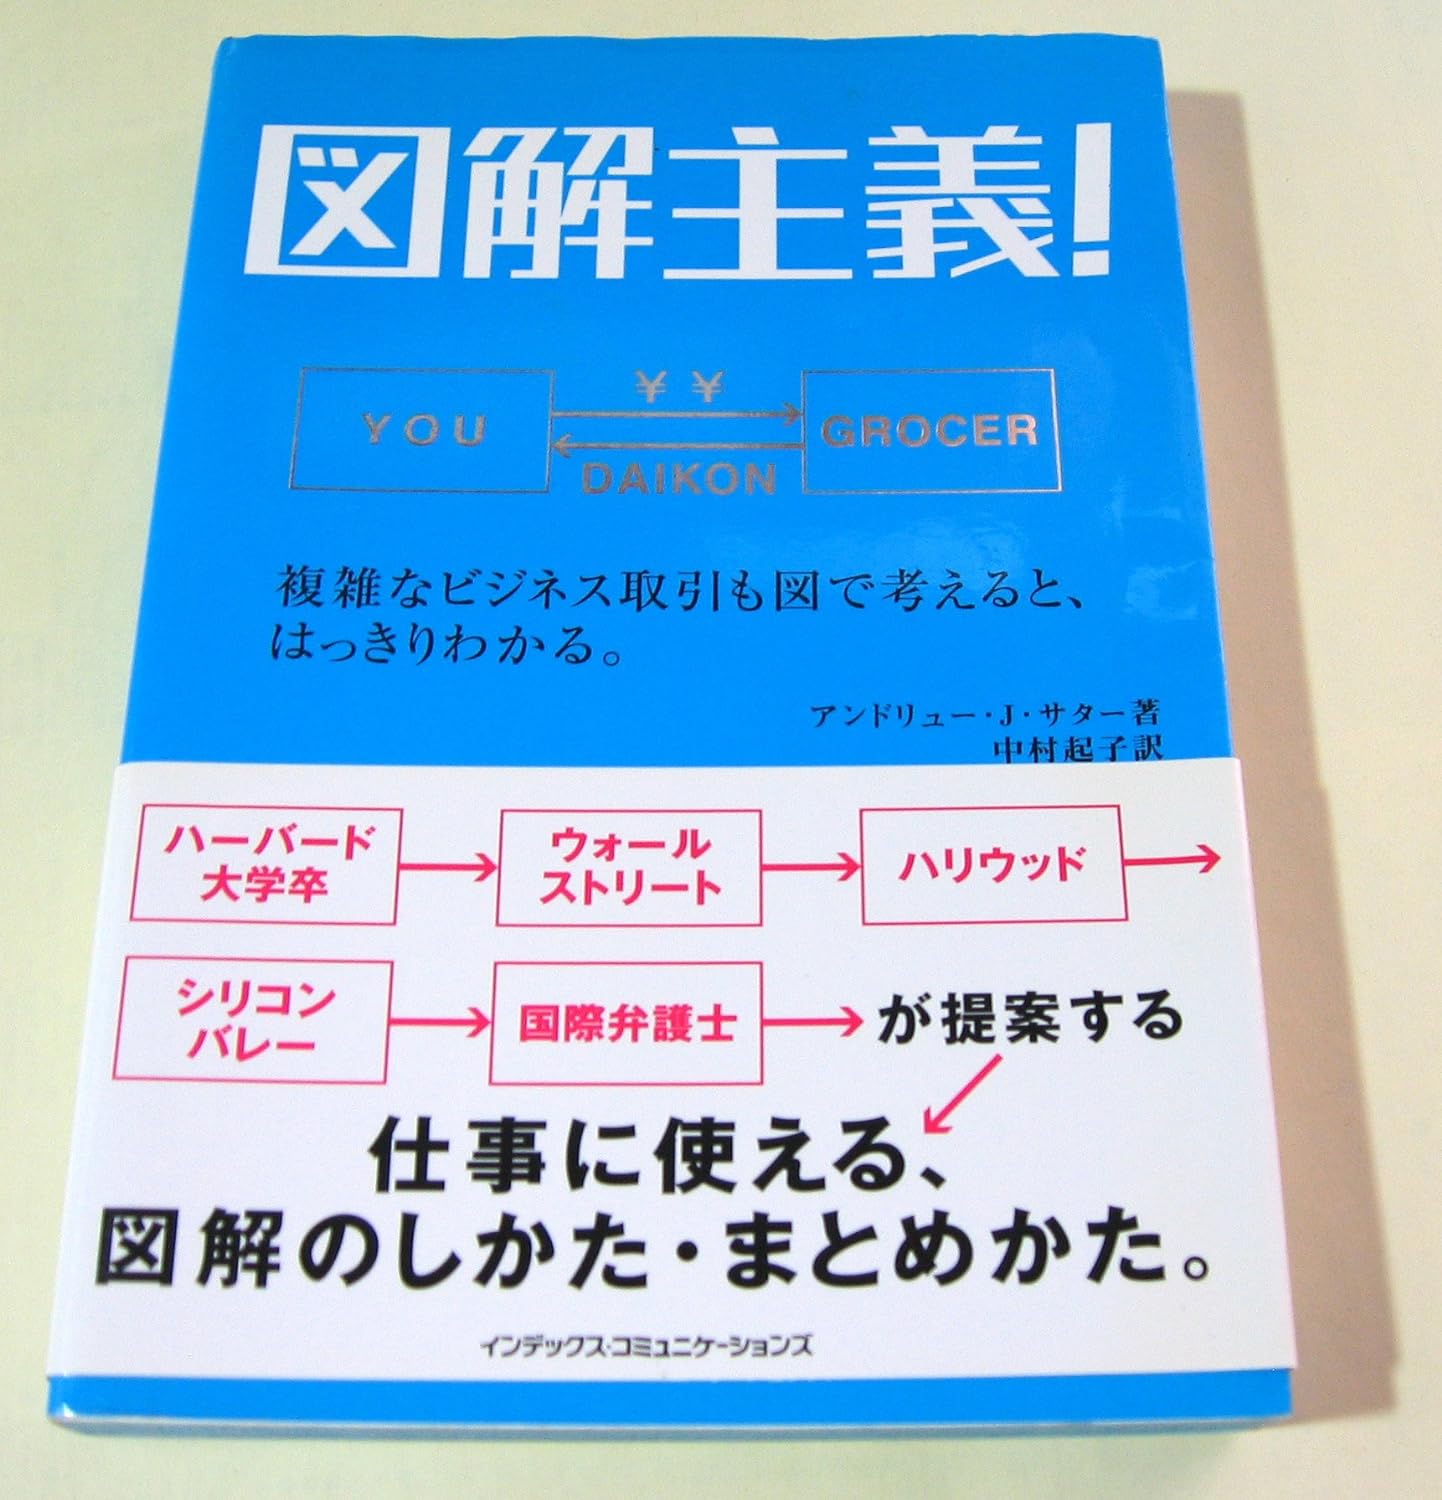 図解主義!
YOU
¥ ¥
DAIKON
GROCER
複雑なビジネス取引も図で考えると、
はっきりわかる。
アンドリュー・J・サター著
中村起子訳
ハーバード
大学卒
ウォール
ストリート
ハリウッド
シリコン
バレー
国際弁護士
が提案する
仕事に使える、
図解のしかた・まとめかた。
インデックス・コミュニケーションズ